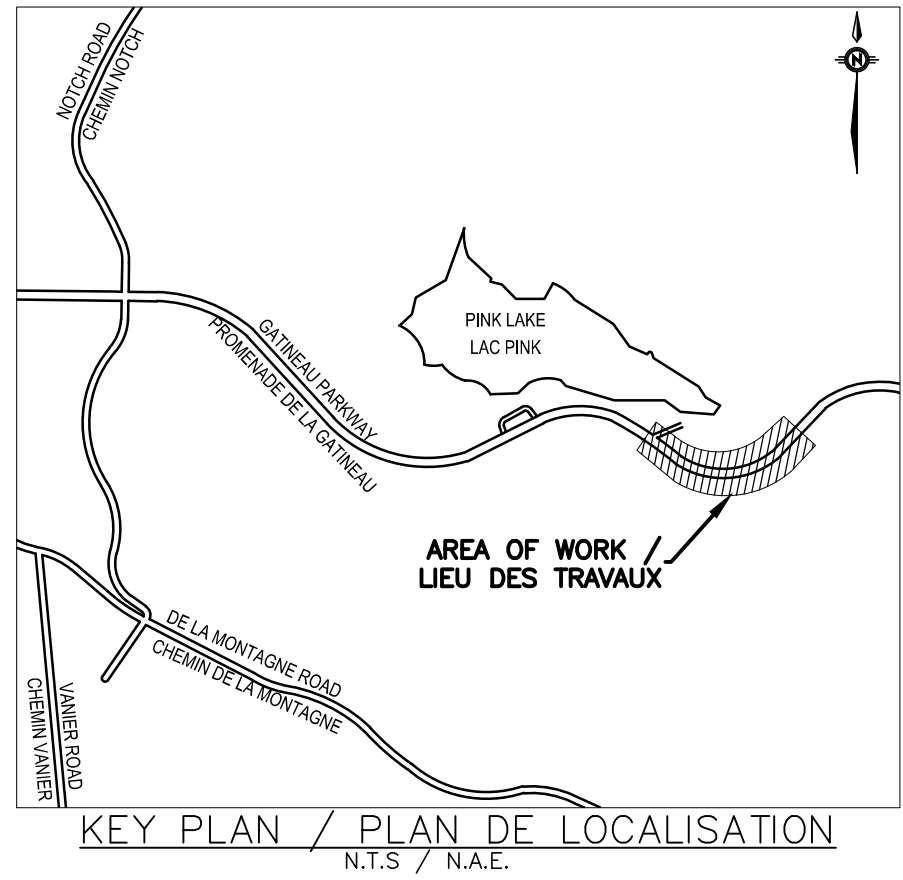 NOTCH ROAD
CHEMIN NOTCH
N
PINK LAKE
LAC PINK
GATINEAU PARKWAY
PROMENADE DE LA GATINEAU
AREA OF WORK /
LIEU DES TRAVAUX
DE LA MONTAGNE ROAD
CHEMIN DE LA MONTAGNE
VANIER ROAD
CHEMIN VANIER
KEY PLAN / PLAN DE LOCALISATION
N.T.S / N.A.E.